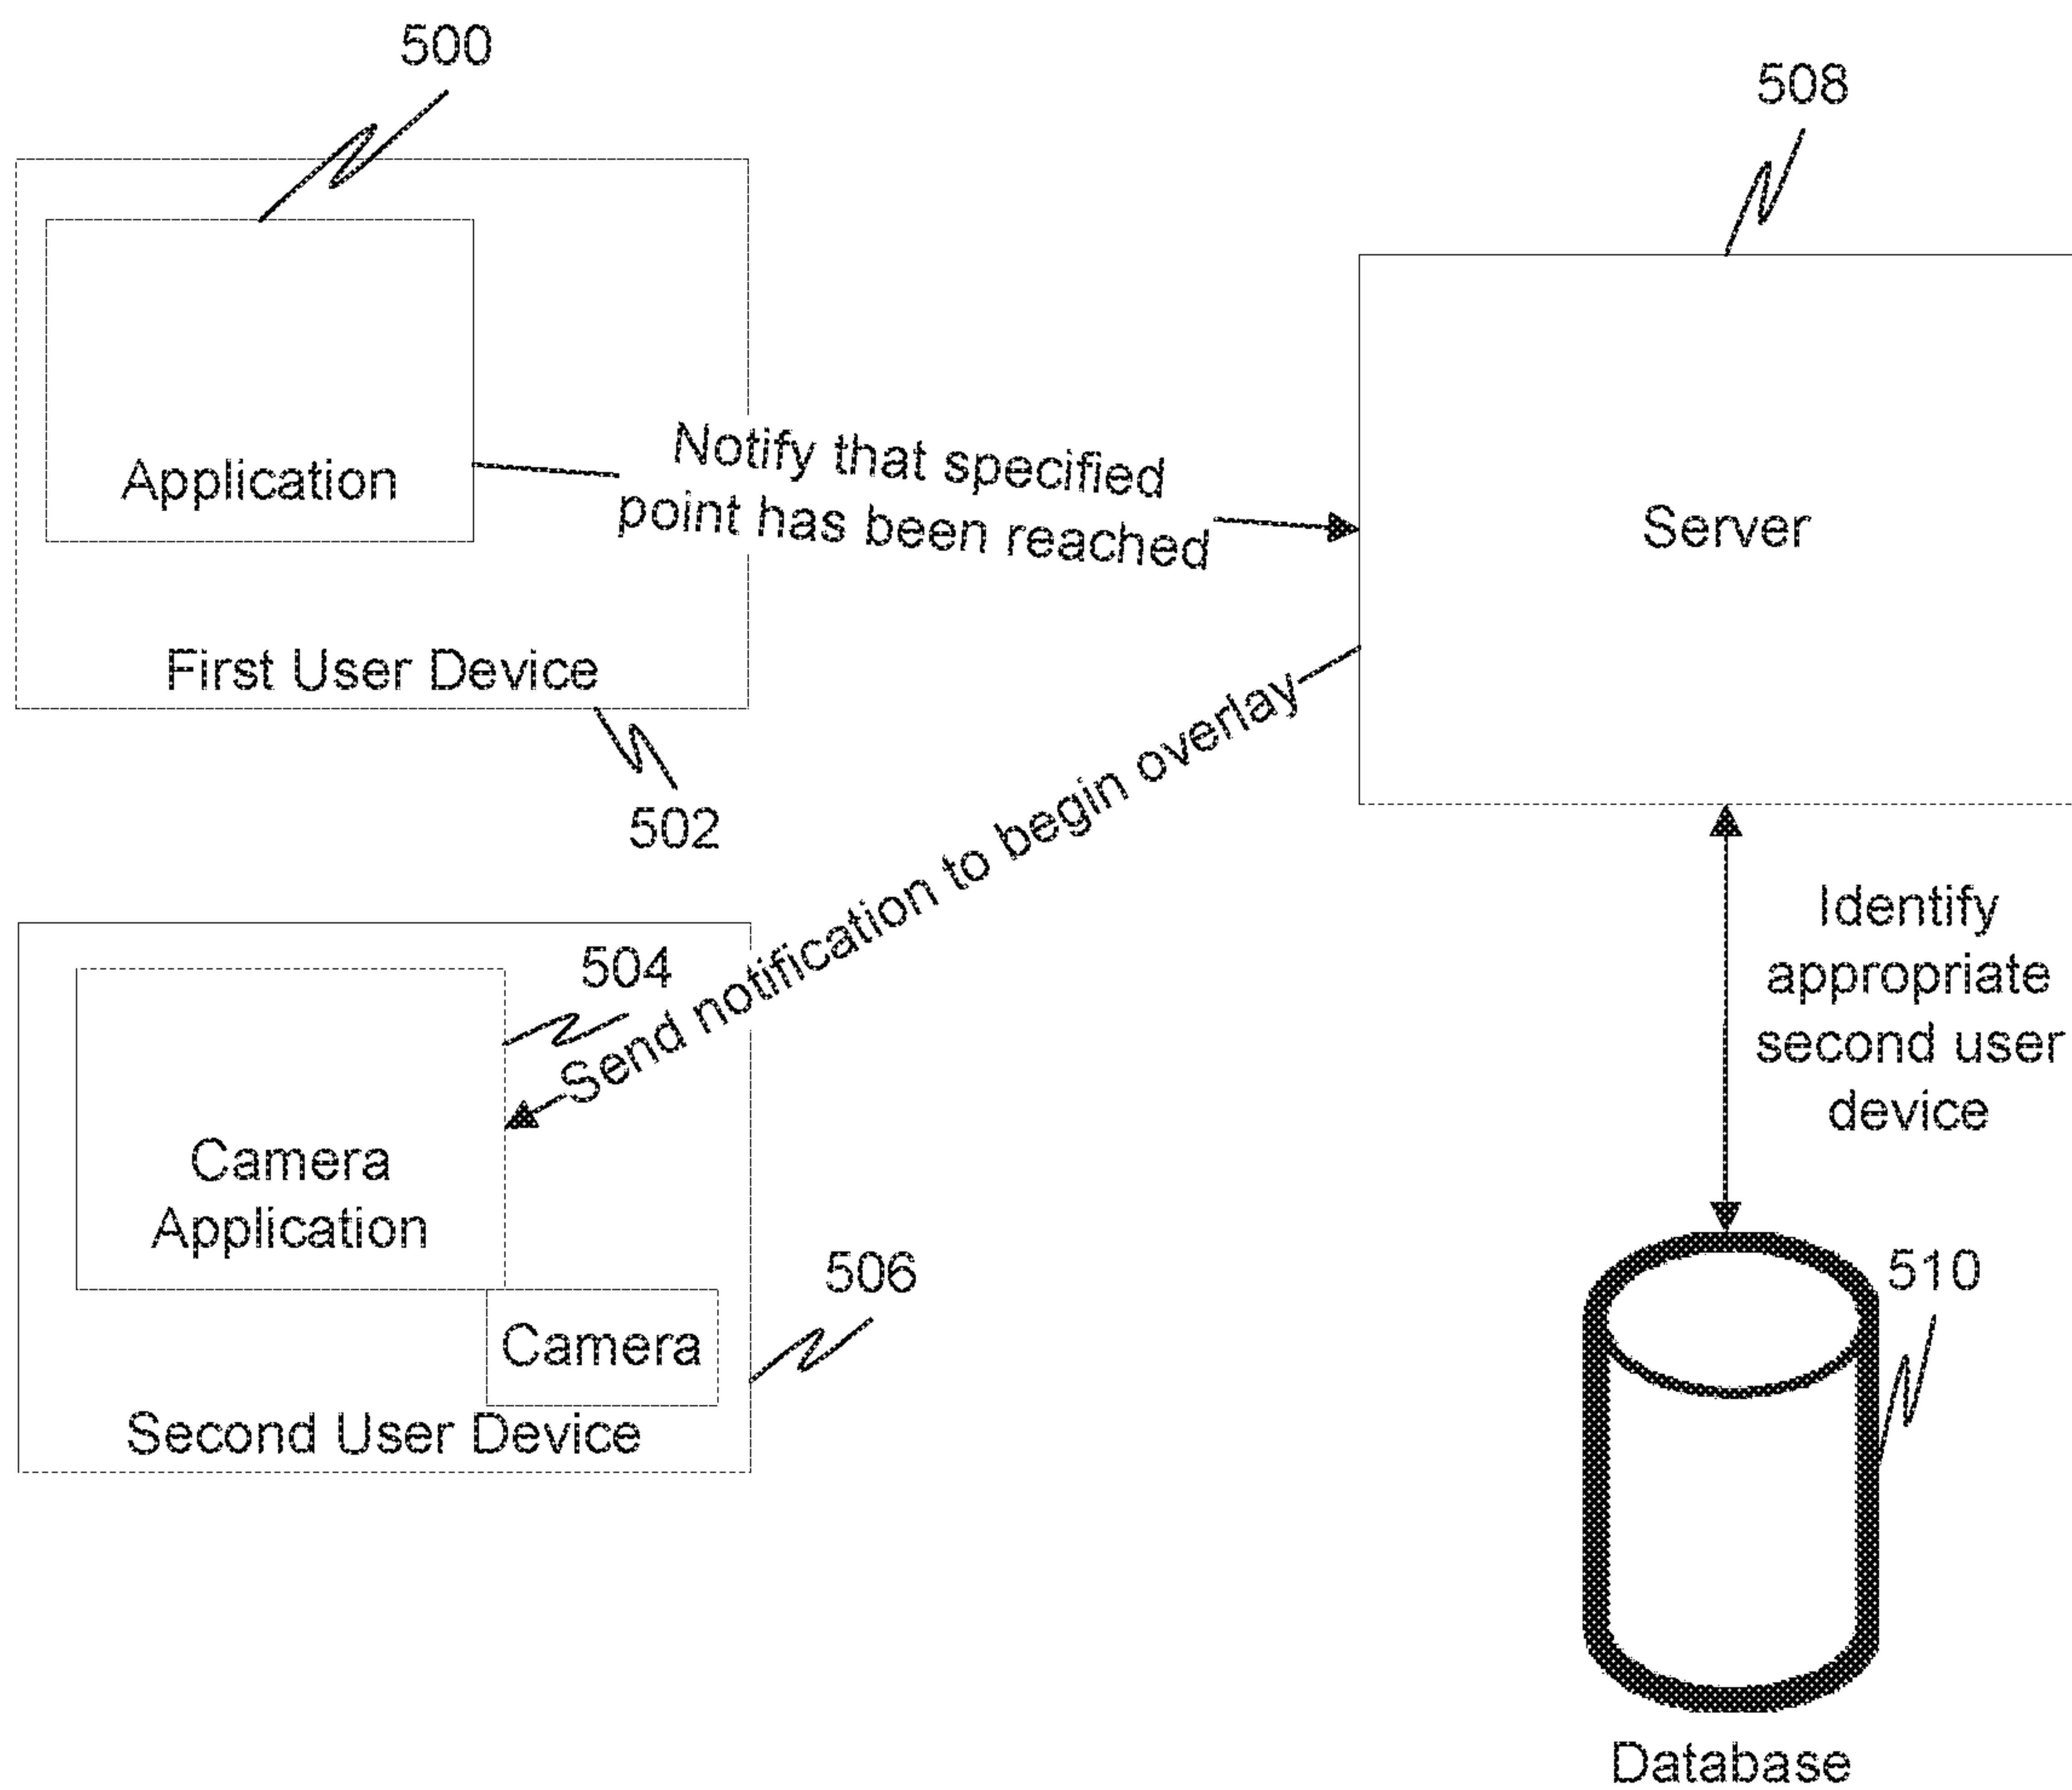 500
508
Application
Notify that specified
point has been reached
Server
First User Device
502
Send notification to begin overlay
Identify
appropriate
second user
device
504
Camera
Application
506
510
Camera
Second User Device
Database